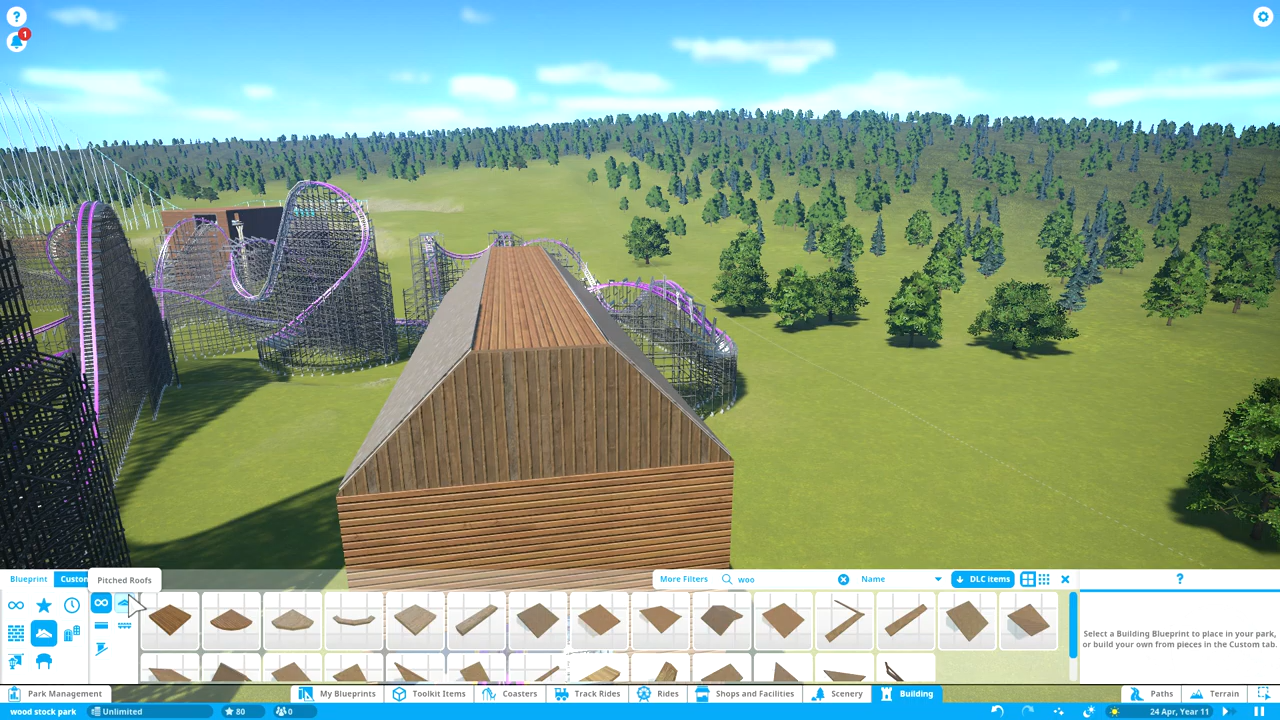 ?
1
Blueprint Custom
Pitched Roofs
More Filters woo Name DLC items ?
Select a Building Blueprint to place in your park,
or build your own from pieces in the Custom tab.
Park Management My Blueprints Toolkit Items Coasters Track Rides Rides Shops and Facilities Scenery Building Paths Terrain
wood stock park Unlimited 80 0 24 Apr, Year 11